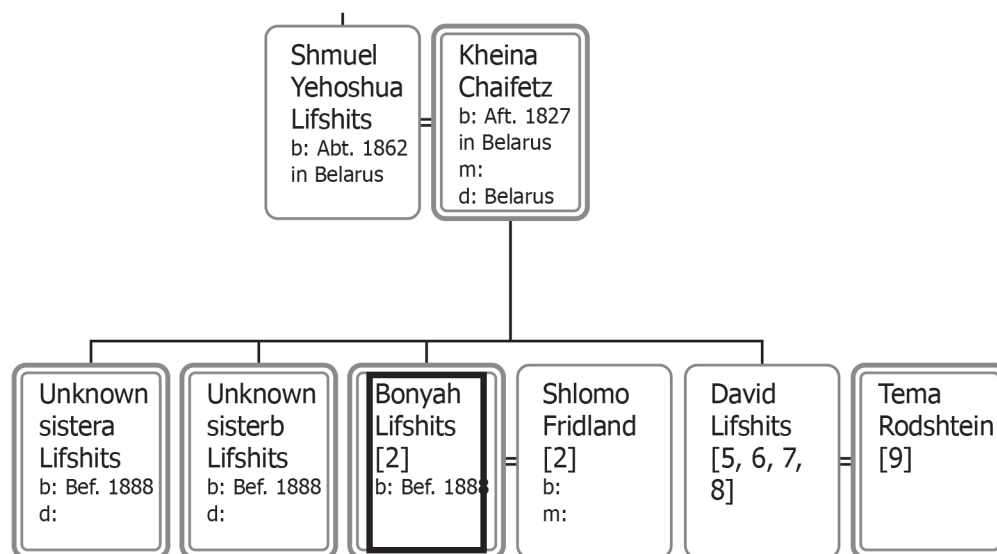 Shmuel
Yehoshua
Lifshits
b: Abt. 1862
in Belarus
Kheina
Chaifetz
b: Aft. 1827
in Belarus
m:
d: Belarus
Unknown
sistera
Lifshits
b: Bef. 1888
d:
Unknown
sisterb
Lifshits
b: Bef. 1888
d:
Bonyah
Lifshits
[2]
b: Bef. 1888
Shlomo
Fridland
[2]
b:
m:
David
Lifshits
[5, 6, 7,
8]
Tema
Rodshtein
[9]